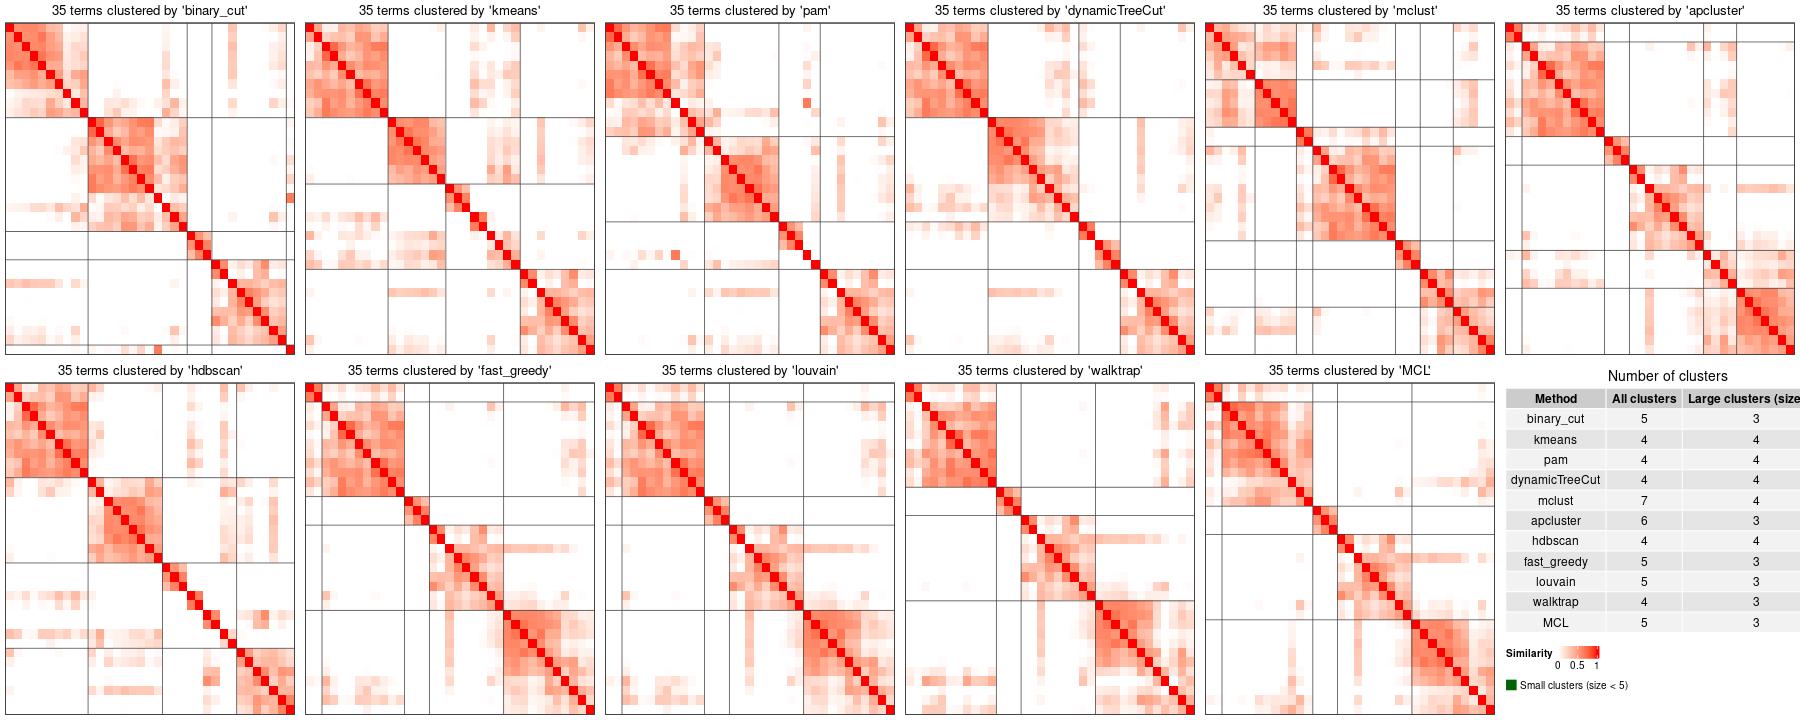 35 terms clustered by 'binary_cut'
35 terms clustered by 'kmeans'
35 terms clustered by 'pam'
35 terms clustered by 'dynamicTreeCut'
35 terms clustered by 'mclust'
35 terms clustered by 'apcluster'
35 terms clustered by 'hdbscan'
35 terms clustered by 'fast_greedy'
35 terms clustered by 'louvain'
35 terms clustered by 'walktrap'
35 terms clustered by 'MCL'
Number of clusters
Method All clusters Large clusters (size
binary_cut 5 3
kmeans 4 4
pam 4 4
dynamicTreeCut 4 4
mclust 7 4
apcluster 6 3
hdbscan 4 4
fast_greedy 5 3
louvain 5 3
walktrap 4 3
MCL 5 3
Similarity
0 0.5 1
Small clusters (size < 5)